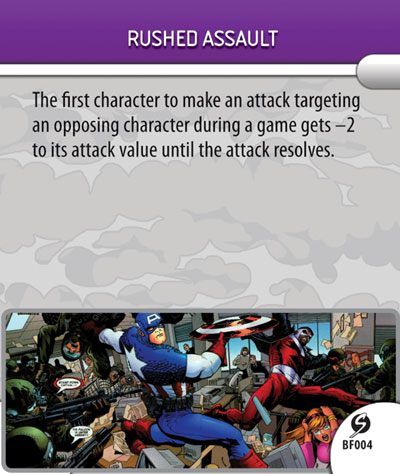 RUSHED ASSAULT
The first character to make an attack targeting
an opposing character during a game gets –2
to its attack value until the attack resolves.
BF004